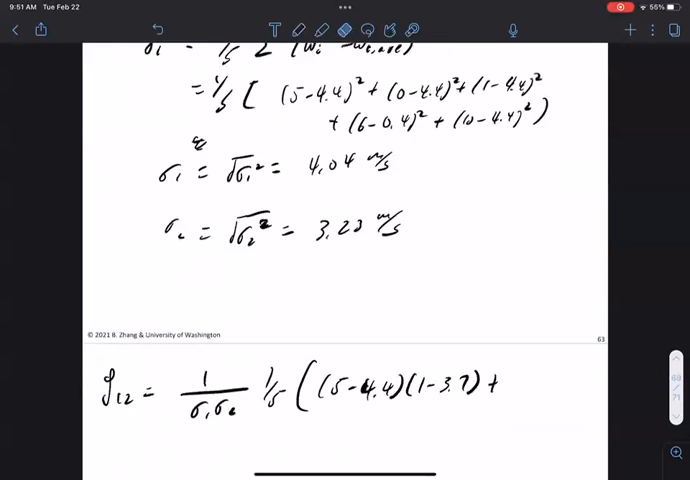 9:51 AM Tue Feb 22
55%
= 1/5 [ (5-4.4)² + (0-4.4)² + (1-4.4)²
+ (6-0.4)² + (10-4.4)² )
σ₁ = √σ₁² = 4.04 m/s
σ₂ = √σ₂² = 3.23 m/s
© 2021 B. Zhang & University of Washington
63
ρ₁₂ = 1/σ₁σ₂ 1/5 ( (5-4.4)(1-3.7) +
68
71